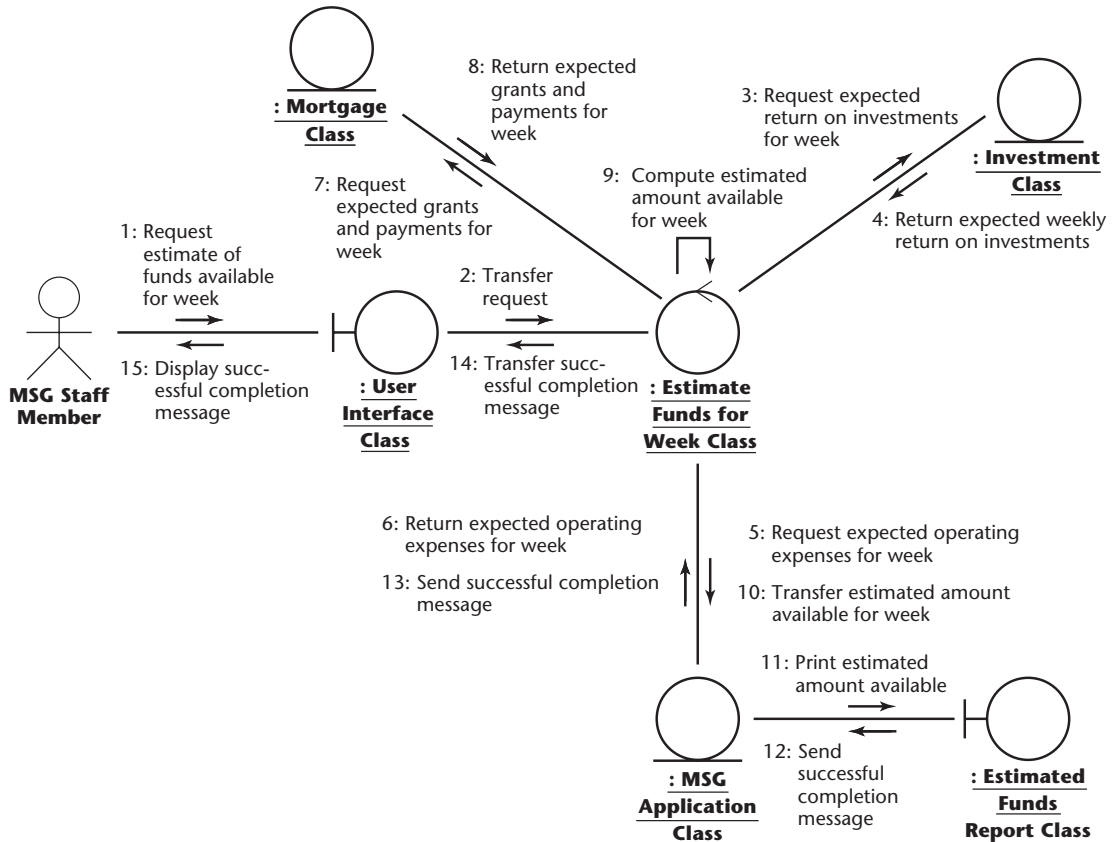 8: Return expected
grants and
payments for
week
3: Request expected
return on investments
for week
: Mortgage
Class
: Investment
Class
7: Request
expected grants
and payments for
week
9: Compute estimated
amount available
for week
4: Return expected weekly
return on investments
1: Request
estimate of
funds available
for week
2: Transfer
request
15: Display suc-
cessful completion
message
14: Transfer suc-
cessful completion
message
MSG Staff
Member
: User
Interface
Class
: Estimate
Funds for
Week Class
6: Return expected operating
expenses for week
5: Request expected operating
expenses for week
13: Send successful completion
message
10: Transfer estimated amount
available for week
11: Print estimated
amount available
12: Send
successful
completion
message
: MSG
Application
Class
: Estimated
Funds
Report Class